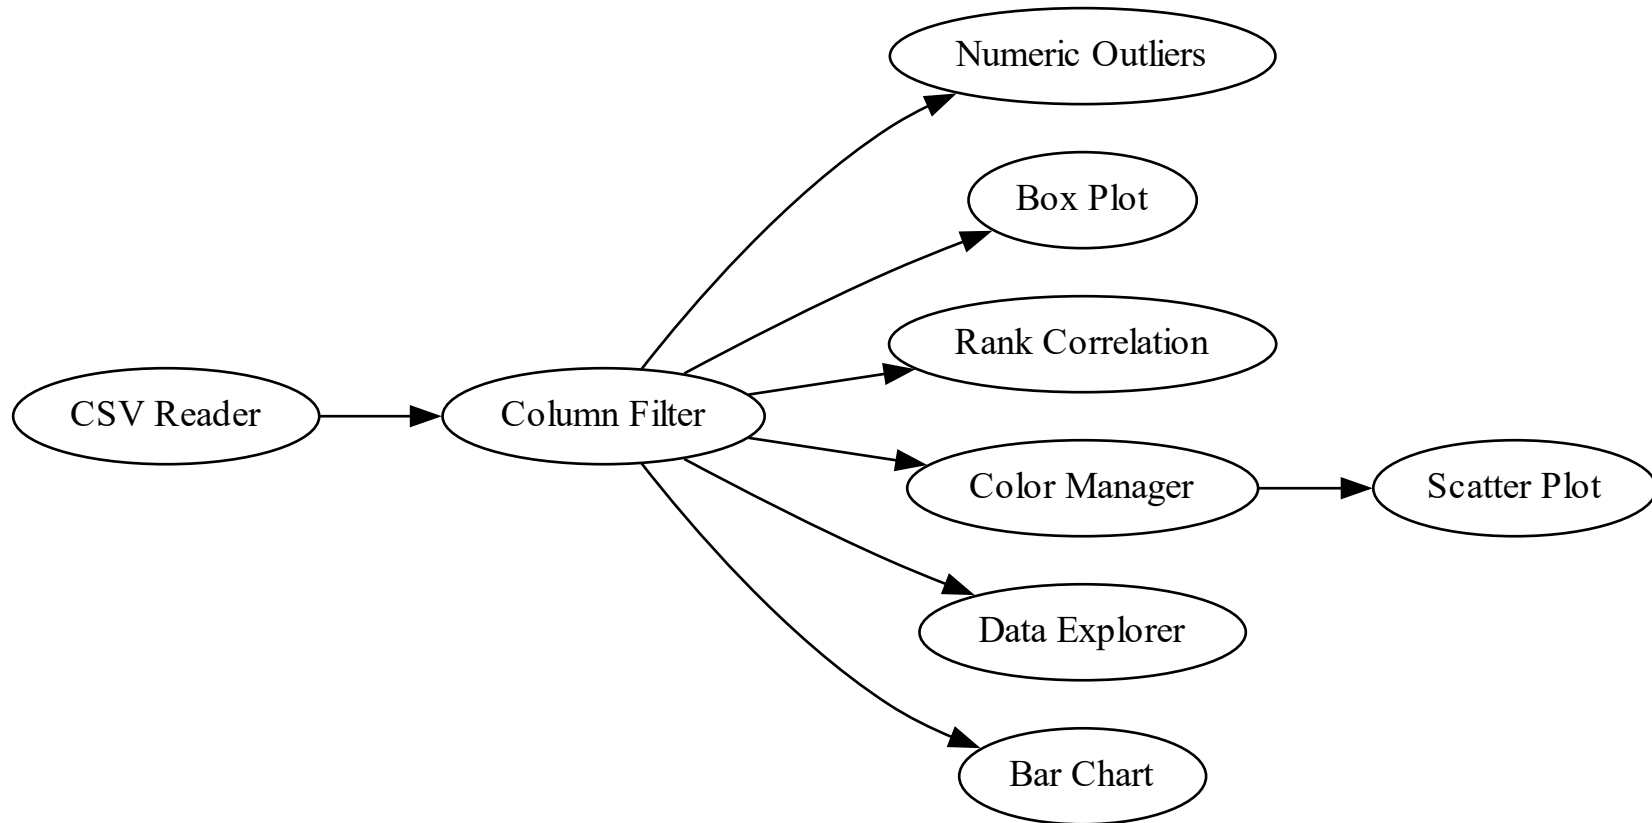 Numeric Outliers
Box Plot
Rank Correlation
CSV Reader
Column Filter
Color Manager
Scatter Plot
Data Explorer
Bar Chart